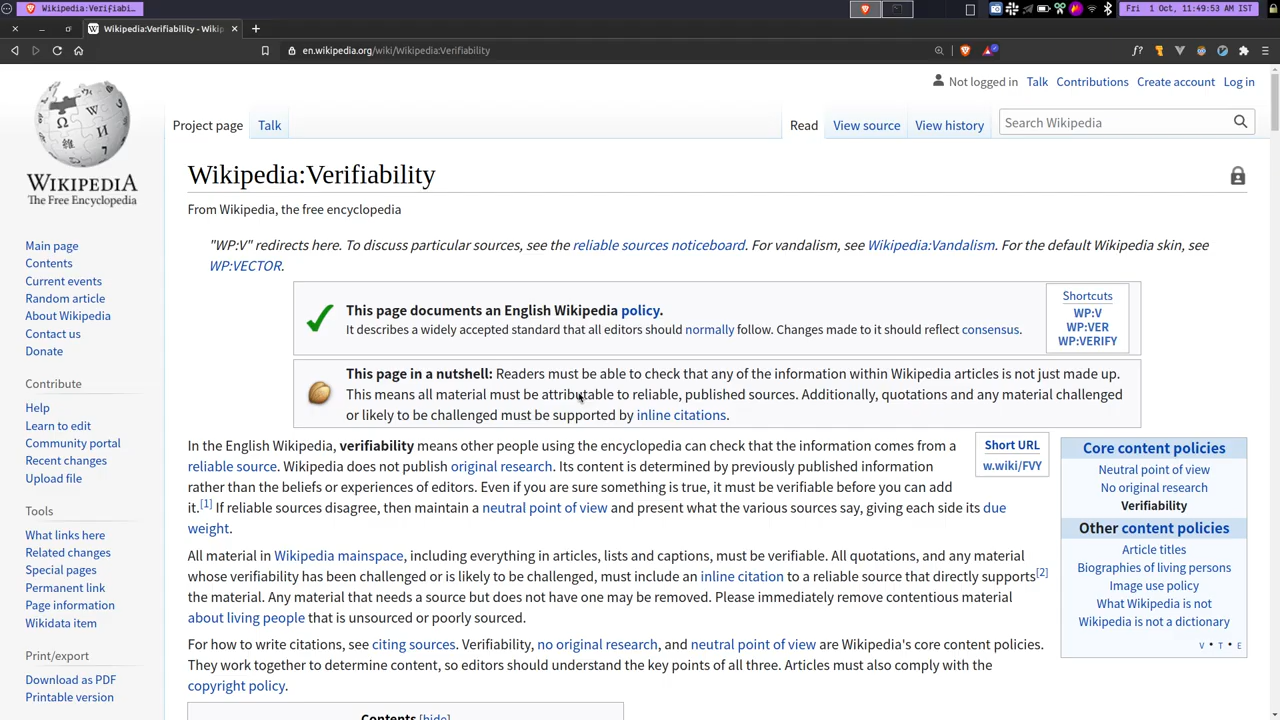 Wikipedia:Verifiabi…
Fri 1 Oct, 11:49:53 AM IST
Wikipedia:Verifiability - Wikip
en.wikipedia.org/wiki/Wikipedia:Verifiability
Not logged in Talk Contributions Create account Log in
Project page Talk Read View source View history Search Wikipedia
WIKIPEDIA
The Free Encyclopedia
Main page
Contents
Current events
Random article
About Wikipedia
Contact us
Donate
Contribute
Help
Learn to edit
Community portal
Recent changes
Upload file
Tools
What links here
Related changes
Special pages
Permanent link
Page information
Wikidata item
Print/export
Download as PDF
Printable version
Wikipedia:Verifiability
From Wikipedia, the free encyclopedia
"WP:V" redirects here. To discuss particular sources, see the reliable sources noticeboard. For vandalism, see Wikipedia:Vandalism. For the default Wikipedia skin, see
WP:VECTOR.
This page documents an English Wikipedia policy.
It describes a widely accepted standard that all editors should normally follow. Changes made to it should reflect consensus.
Shortcuts
WP:V
WP:VER
WP:VERIFY
This page in a nutshell: Readers must be able to check that any of the information within Wikipedia articles is not just made up.
This means all material must be attributable to reliable, published sources. Additionally, quotations and any material challenged
or likely to be challenged must be supported by inline citations.
In the English Wikipedia, verifiability means other people using the encyclopedia can check that the information comes from a
reliable source. Wikipedia does not publish original research. Its content is determined by previously published information
rather than the beliefs or experiences of editors. Even if you are sure something is true, it must be verifiable before you can add
it.[1] If reliable sources disagree, then maintain a neutral point of view and present what the various sources say, giving each side its due
weight.
Short URL
w.wiki/FVY
Core content policies
Neutral point of view
No original research
Verifiability
Other content policies
Article titles
Biographies of living persons
Image use policy
What Wikipedia is not
Wikipedia is not a dictionary
V • T • E
All material in Wikipedia mainspace, including everything in articles, lists and captions, must be verifiable. All quotations, and any material
whose verifiability has been challenged or is likely to be challenged, must include an inline citation to a reliable source that directly supports[2]
the material. Any material that needs a source but does not have one may be removed. Please immediately remove contentious material
about living people that is unsourced or poorly sourced.
For how to write citations, see citing sources. Verifiability, no original research, and neutral point of view are Wikipedia's core content policies.
They work together to determine content, so editors should understand the key points of all three. Articles must also comply with the
copyright policy.
Contents [hide]